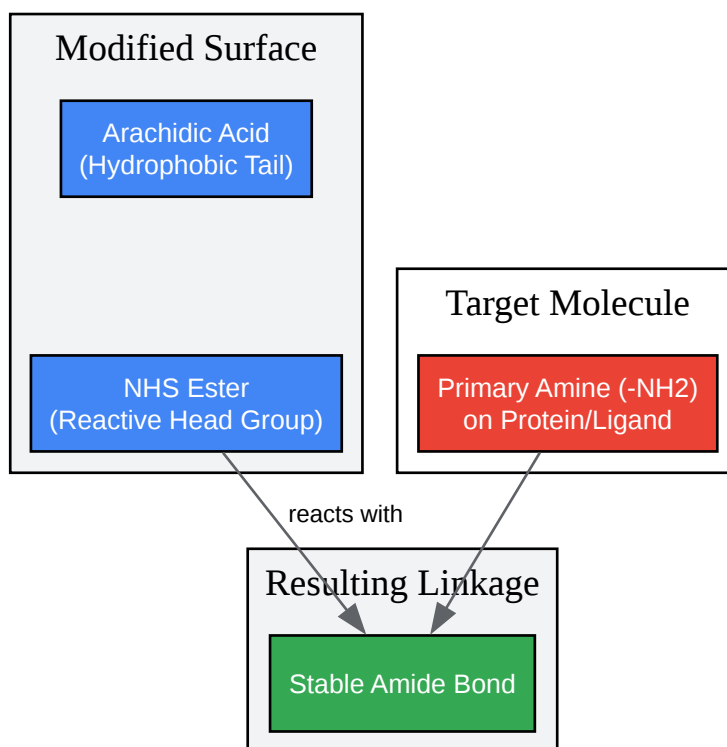 Modified Surface
Arachidic Acid
(Hydrophobic Tail)
NHS Ester
(Reactive Head Group)
Target Molecule
Primary Amine (-NH2)
on Protein/Ligand
reacts with
Resulting Linkage
Stable Amide Bond